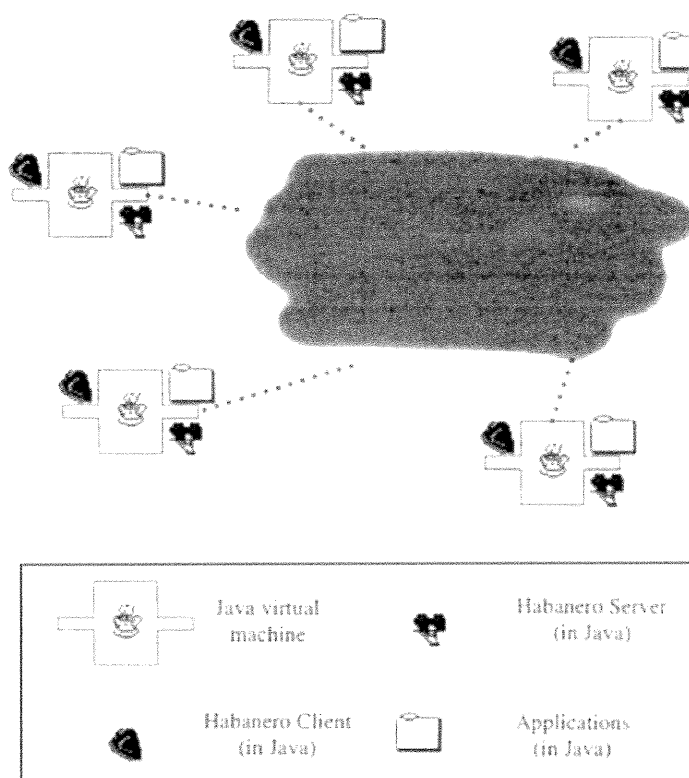 Java virtual
machine
Habanero Server
(in Java)
Habanero Client
(in Java)
Applications
(in Java)